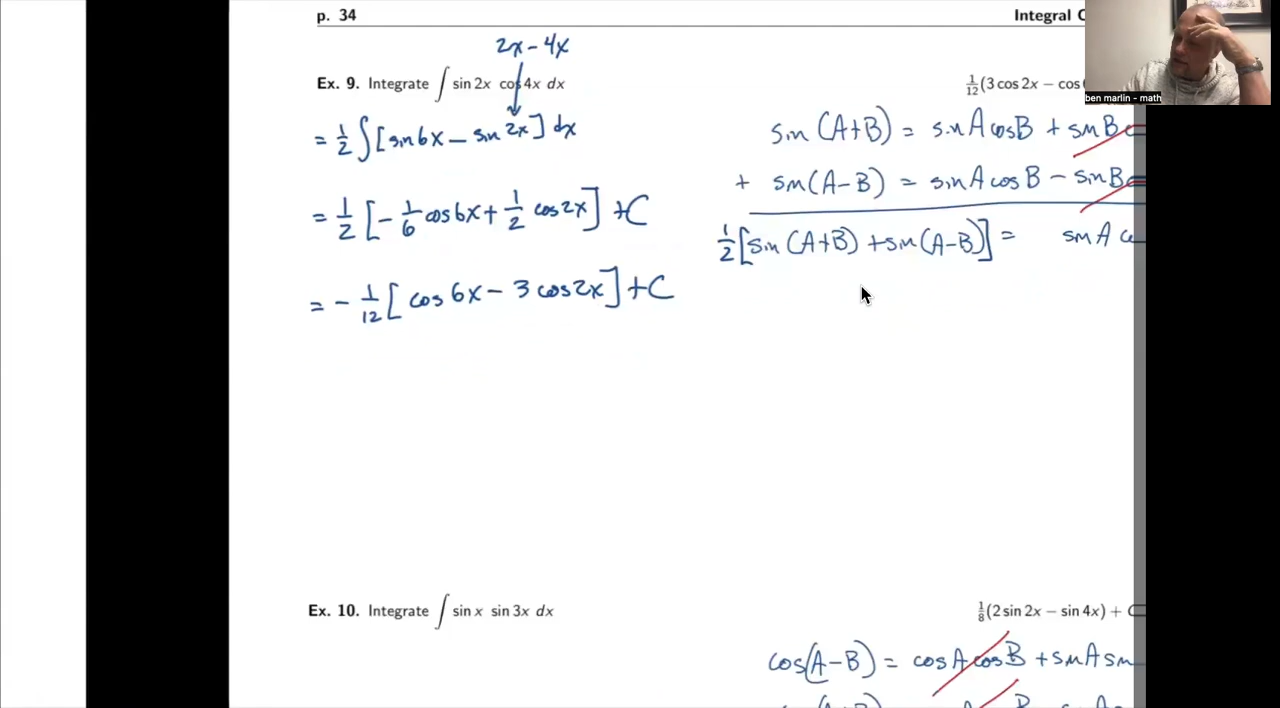 p. 34
Integral C
2x - 4x
Ex. 9. Integrate ∫ sin 2x cos 4x dx
1/12 (3 cos 2x − cos
ben marlin - math
= 1/2 ∫ [sin 6x − sin 2x] dx
= 1/2 [− 1/6 cos 6x + 1/2 cos 2x] + C
= − 1/12 [cos 6x − 3 cos 2x] + C
sin (A+B) = sin A cos B + sin B c
+ sin (A−B) = sin A cos B − sin B c
1/2 [sin (A+B) + sin (A−B)] = sin A c
Ex. 10. Integrate ∫ sin x sin 3x dx
1/8 (2 sin 2x − sin 4x) + C
cos(A−B) = cos A cos B + sin A sin